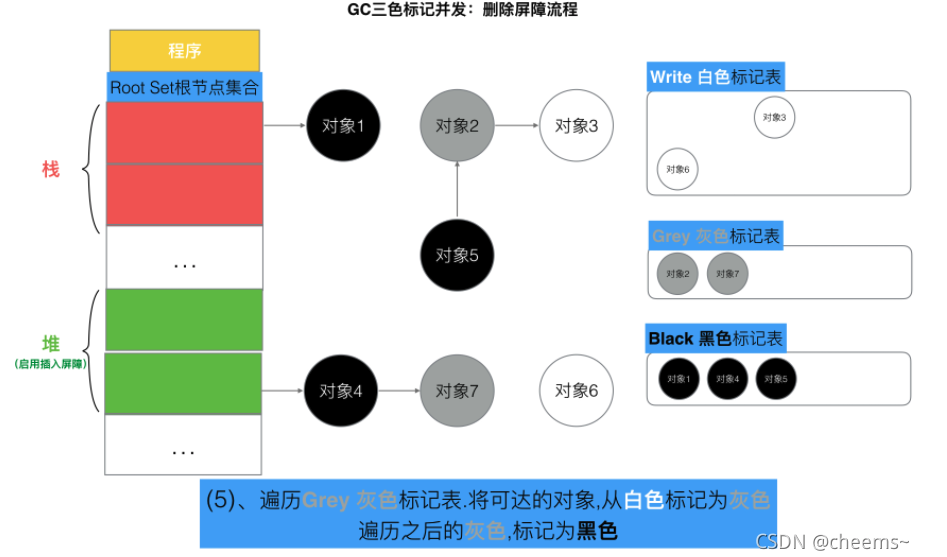 GC三色标记并发：删除屏障流程
程序
Root Set根节点集合
栈
...
堆
(启用插入屏障)
...
对象1
对象2
对象3
对象5
对象4
对象7
对象6
Write 白色标记表
对象3
对象6
Grey 灰色标记表
对象2
对象7
Black 黑色标记表
对象1
对象4
对象5
(5)、遍历Grey 灰色标记表.将可达的对象,从白色标记为灰色
遍历之后的灰色,标记为黑色
CSDN @cheems~